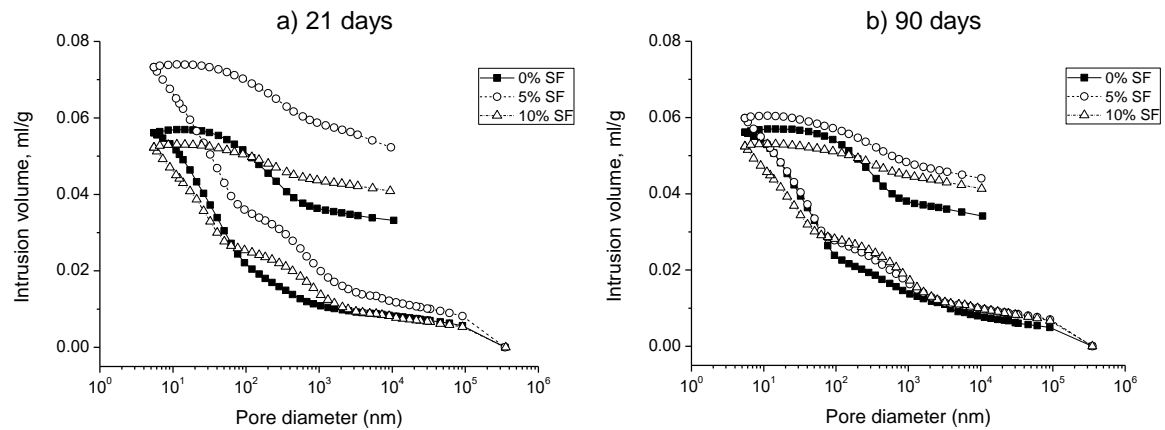 a) 21 days
0.08
0.06
0.04
0.02
0.00
Intrusion volume, ml/g
0% SF
5% SF
10% SF
10^0 10^1 10^2 10^3 10^4 10^5 10^6
Pore diameter (nm)
b) 90 days
0.08
0.06
0.04
0.02
0.00
Intrusion volume, ml/g
0% SF
5% SF
10% SF
10^0 10^1 10^2 10^3 10^4 10^5 10^6
Pore diameter (nm)